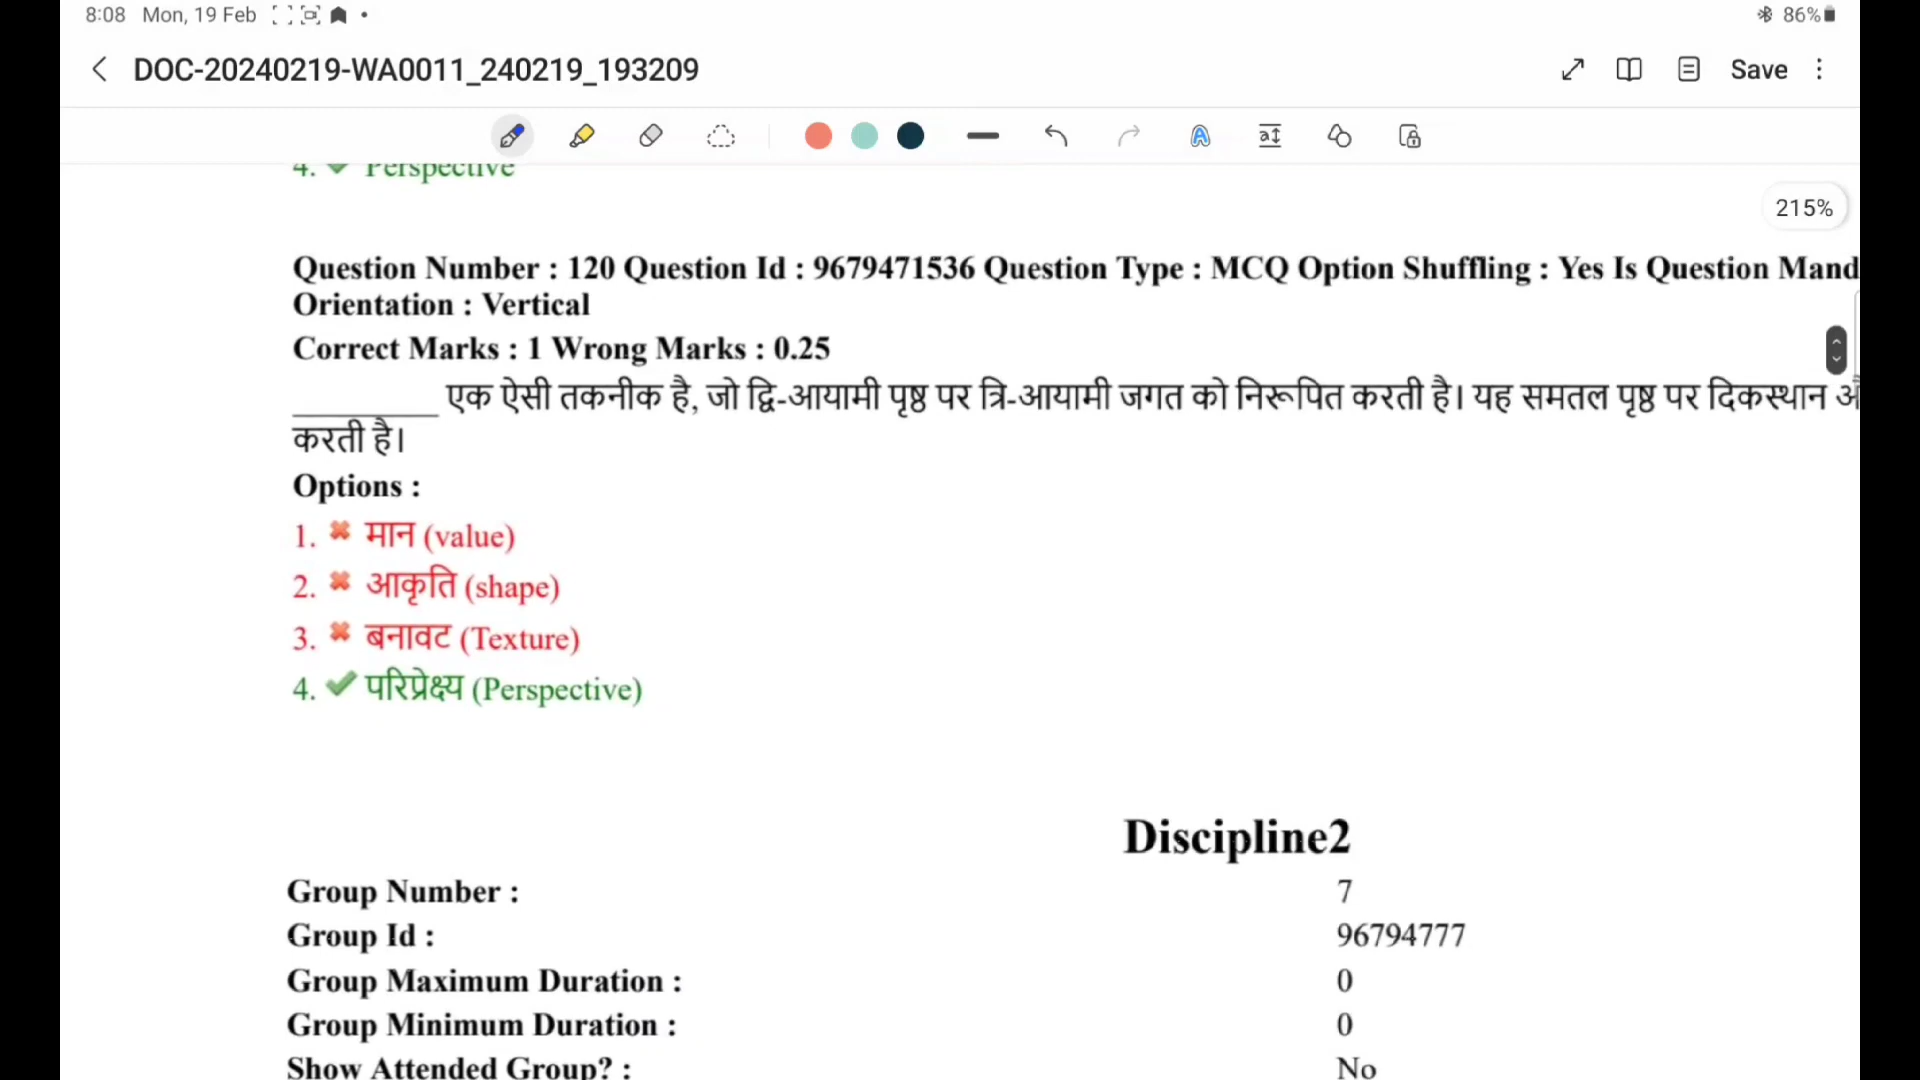 8:08 Mon, 19 Feb
86%
DOC-20240219-WA0011_240219_193209
Save
4. ✔ Perspective
215%
Question Number : 120 Question Id : 9679471536 Question Type : MCQ Option Shuffling : Yes Is Question Mand
Orientation : Vertical
Correct Marks : 1 Wrong Marks : 0.25
________ एक ऐसी तकनीक है, जो द्वि-आयामी पृष्ठ पर त्रि-आयामी जगत को निरूपित करती है। यह समतल पृष्ठ पर दिकस्थान
करती है।
Options :
1. ✖ मान (value)
2. ✖ आकृति (shape)
3. ✖ बनावट (Texture)
4. ✔ परिप्रेक्ष्य (Perspective)
Discipline2
Group Number : 7
Group Id : 96794777
Group Maximum Duration : 0
Group Minimum Duration : 0
Show Attended Group? : No